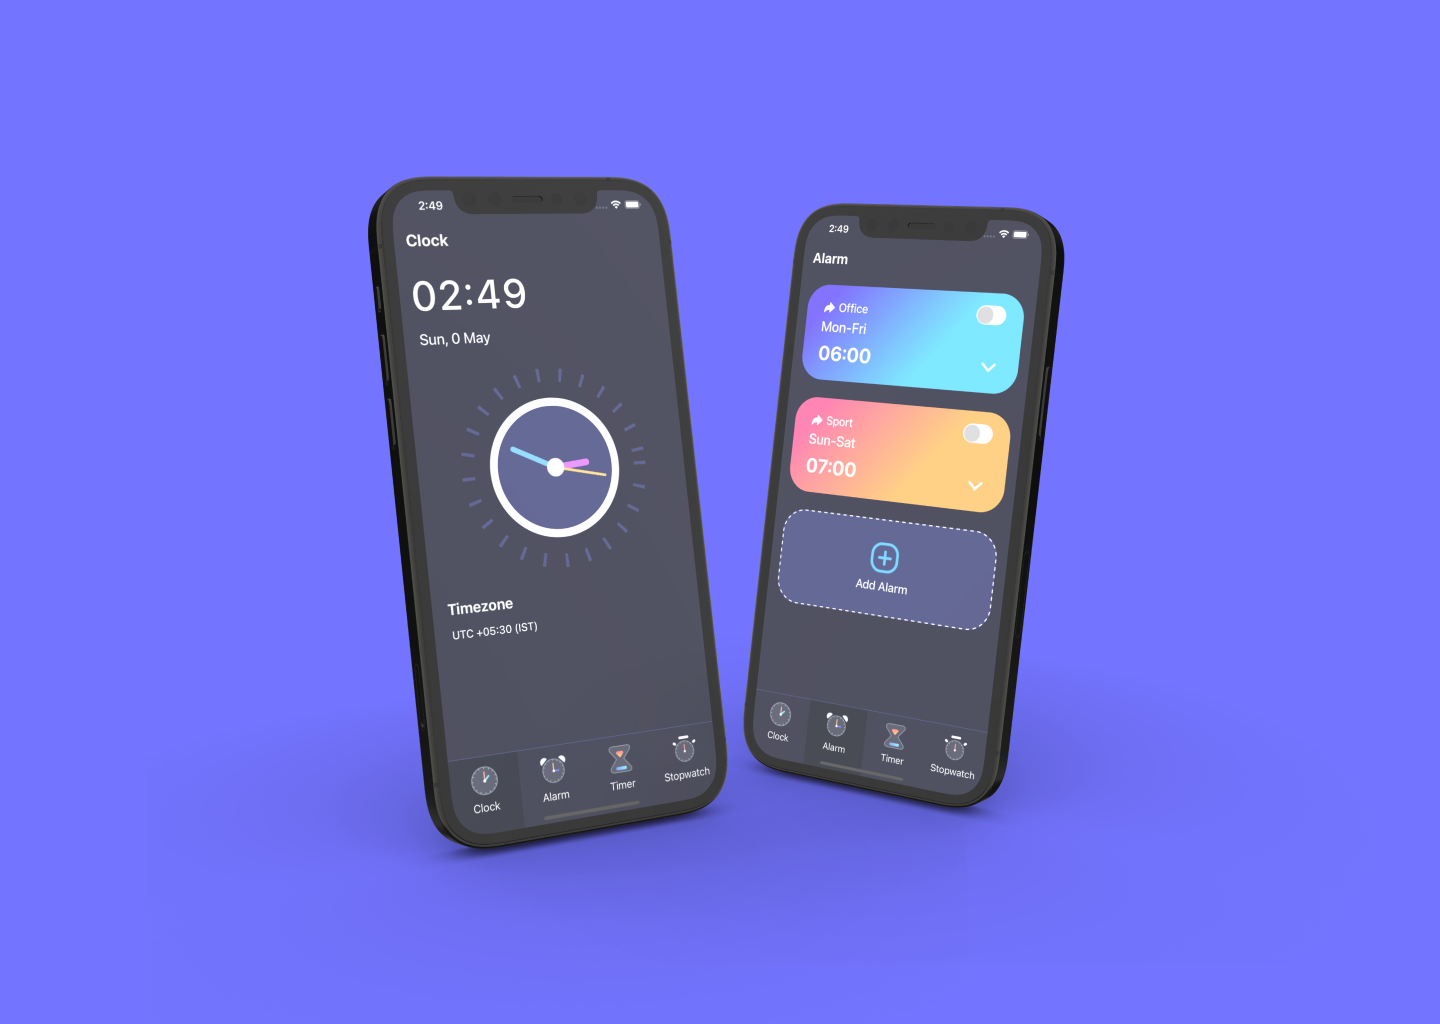 2:49
Clock
02:49
Sun, 0 May
Timezone
UTC +05:30 (IST)
Clock
Alarm
Timer
Stopwatch
2:49
Alarm
Office
Mon-Fri
06:00
Sport
Sun-Sat
07:00
Add Alarm
Clock
Alarm
Timer
Stopwatch